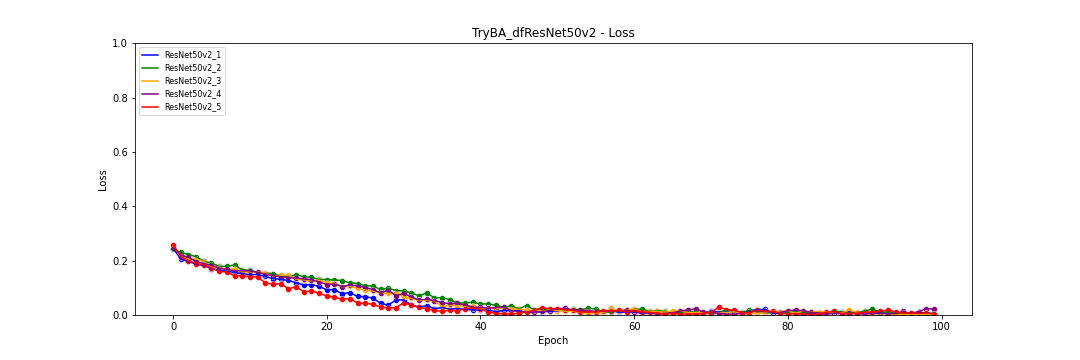 TryBA_dfResNet50v2 - Loss
1.0
ResNet50v2_1
ResNet50v2_2
ResNet50v2_3
ResNet50v2_4
ResNet50v2_5
0.8
0.6
Loss
0.4
0.2
0.0
0 20 40 60 80 100
Epoch